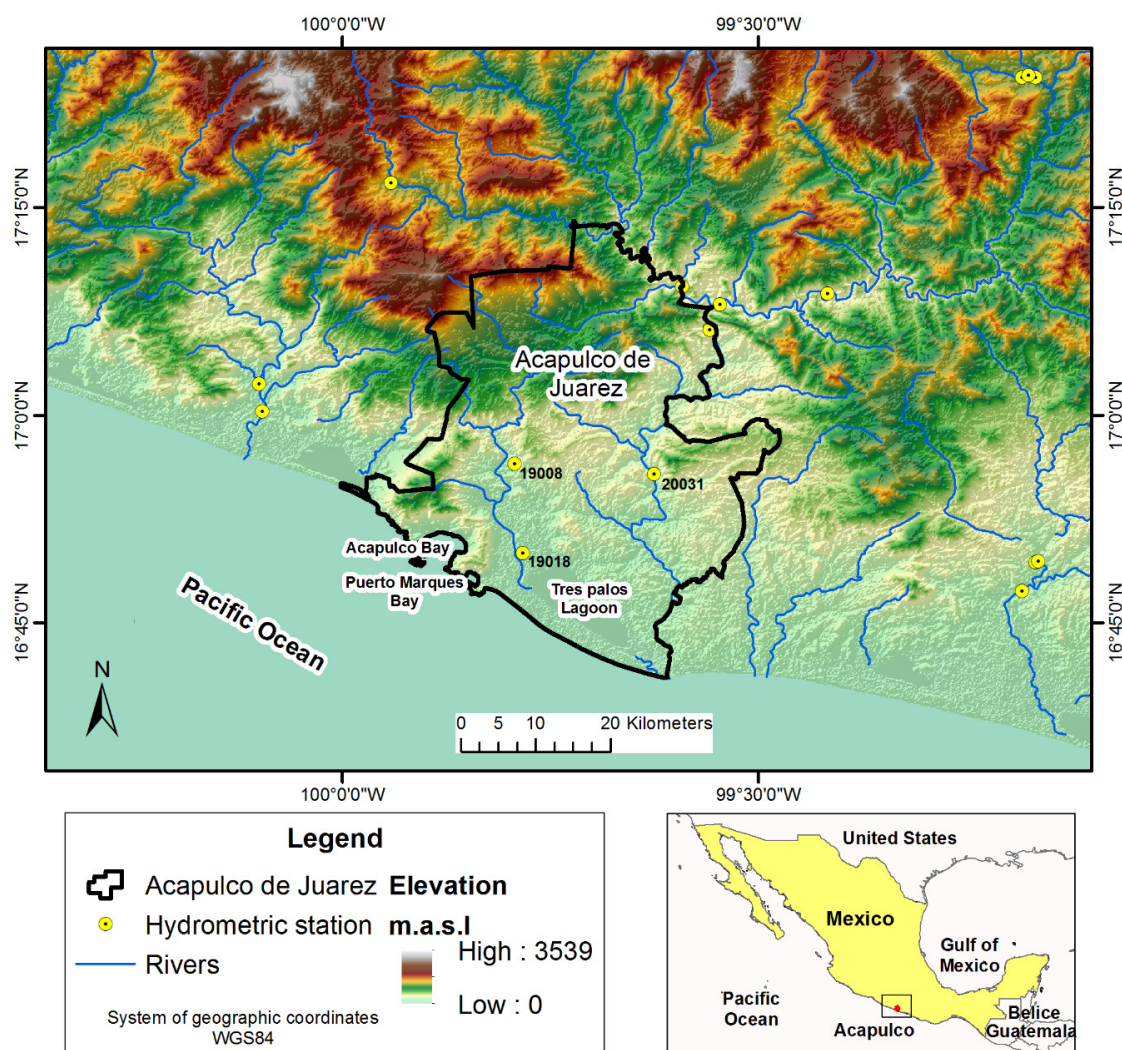 100°0'0"W
99°30'0"W
17°15'0"N
17°15'0"N
Acapulco de
Juarez
17°0'0"N
17°0'0"N
19008
20031
Acapulco Bay
19018
Puerto Marques
Bay
Tres palos
Lagoon
Pacific Ocean
16°45'0"N
16°45'0"N
N
0 5 10 20 Kilometers
100°0'0"W
99°30'0"W
Legend
Acapulco de Juarez
Hydrometric station
Rivers
Elevation
m.a.s.l
High : 3539
Low : 0
System of geographic coordinates
WGS84
United States
Mexico
Gulf of
Mexico
Pacific
Ocean
Acapulco
Belice
Guatemala